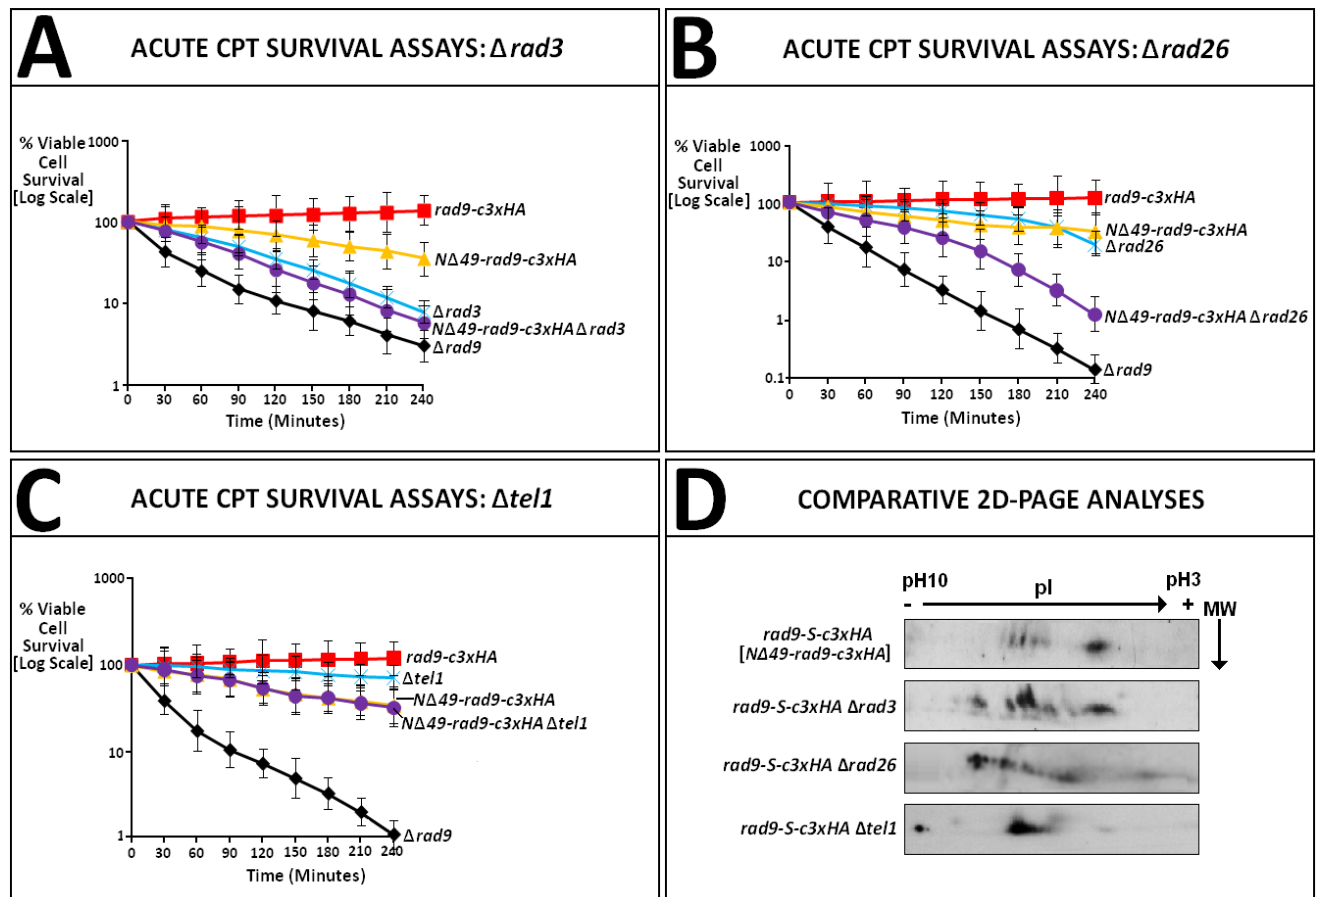 A
ACUTE CPT SURVIVAL ASSAYS: Δrad3
% Viable
Cell
Survival
[Log Scale]
1000
100
10
1
0 30 60 90 120 150 180 210 240
Time (Minutes)
rad9-c3xHA
NΔ49-rad9-c3xHA
Δrad3
NΔ49-rad9-c3xHA Δrad3
Δrad9
B
ACUTE CPT SURVIVAL ASSAYS: Δrad26
% Viable
Cell
Survival
[Log Scale]
1000
100
10
1
0.1
0 30 60 90 120 150 180 210 240
Time (Minutes)
rad9-c3xHA
NΔ49-rad9-c3xHA
Δrad26
NΔ49-rad9-c3xHA Δrad26
Δrad9
C
ACUTE CPT SURVIVAL ASSAYS: Δtel1
% Viable
Cell
Survival
[Log Scale]
1000
100
10
1
0 30 60 90 120 150 180 210 240
Time (Minutes)
rad9-c3xHA
Δtel1
NΔ49-rad9-c3xHA
NΔ49-rad9-c3xHA Δtel1
Δrad9
D
COMPARATIVE 2D-PAGE ANALYSES
pH10 pI pH3
- + MW
rad9-S-c3xHA
[NΔ49-rad9-c3xHA]
rad9-S-c3xHA Δrad3
rad9-S-c3xHA Δrad26
rad9-S-c3xHA Δtel1